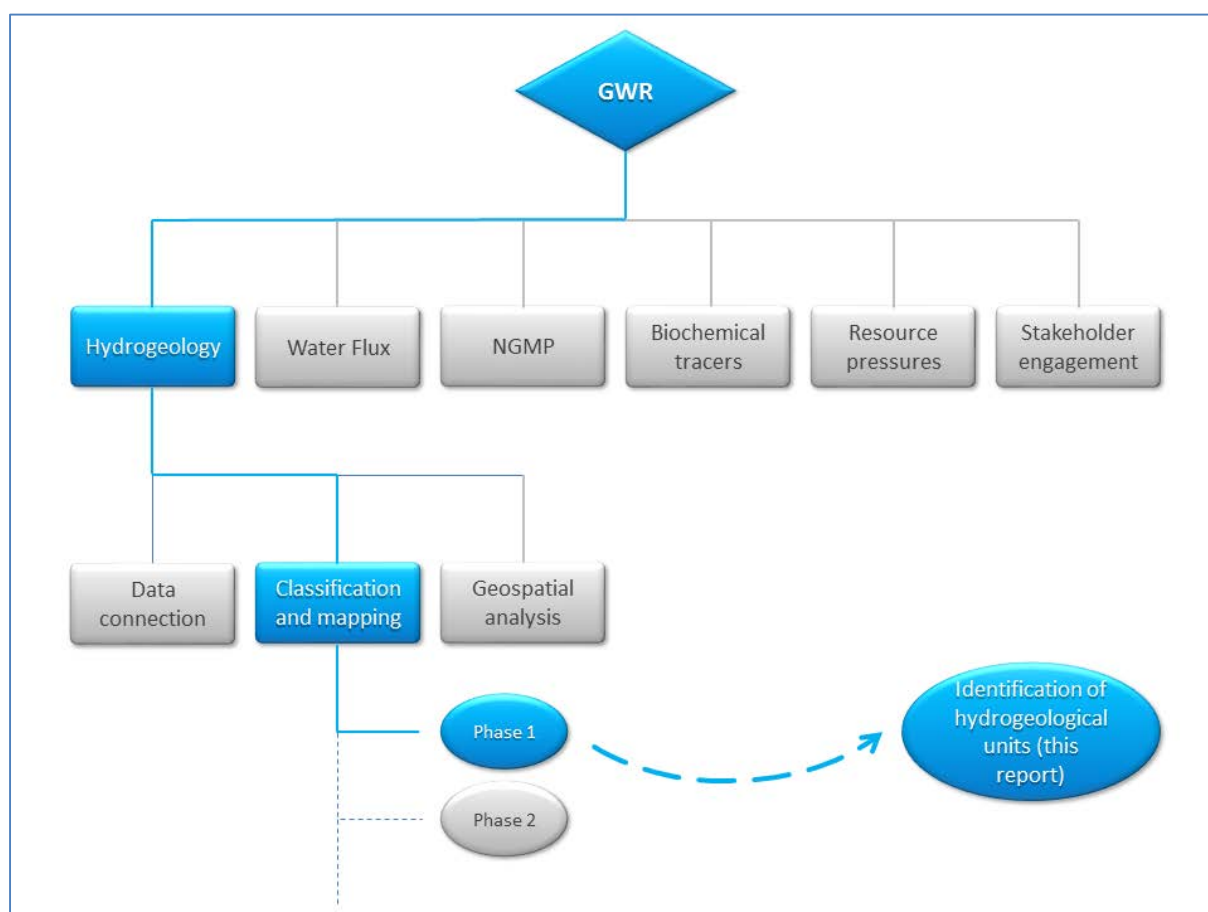 GWR
Hydrogeology
Water Flux
NGMP
Biochemical
tracers
Resource
pressures
Stakeholder
engagement
Data
connection
Classification
and mapping
Geospatial
analysis
Phase 1
Identification of
hydrogeological
units (this
report)
Phase 2